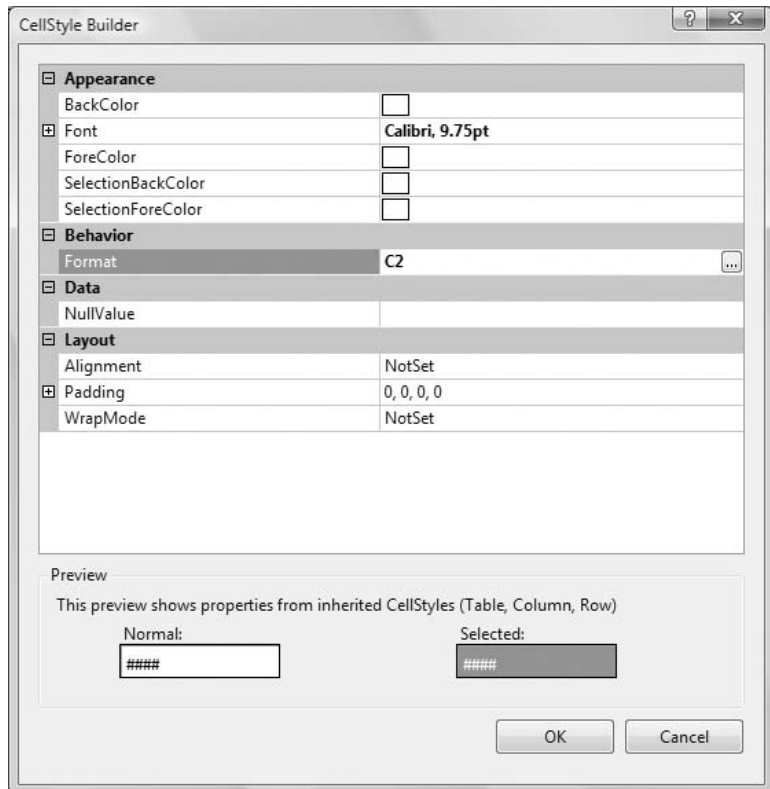 CellStyle Builder
Appearance
BackColor
Font Calibri, 9.75pt
ForeColor
SelectionBackColor
SelectionForeColor
Behavior
Format C2 ...
Data
NullValue
Layout
Alignment NotSet
Padding 0, 0, 0, 0
WrapMode NotSet
Preview
This preview shows properties from inherited CellStyles (Table, Column, Row)
Normal: Selected:
#### ####
OK Cancel